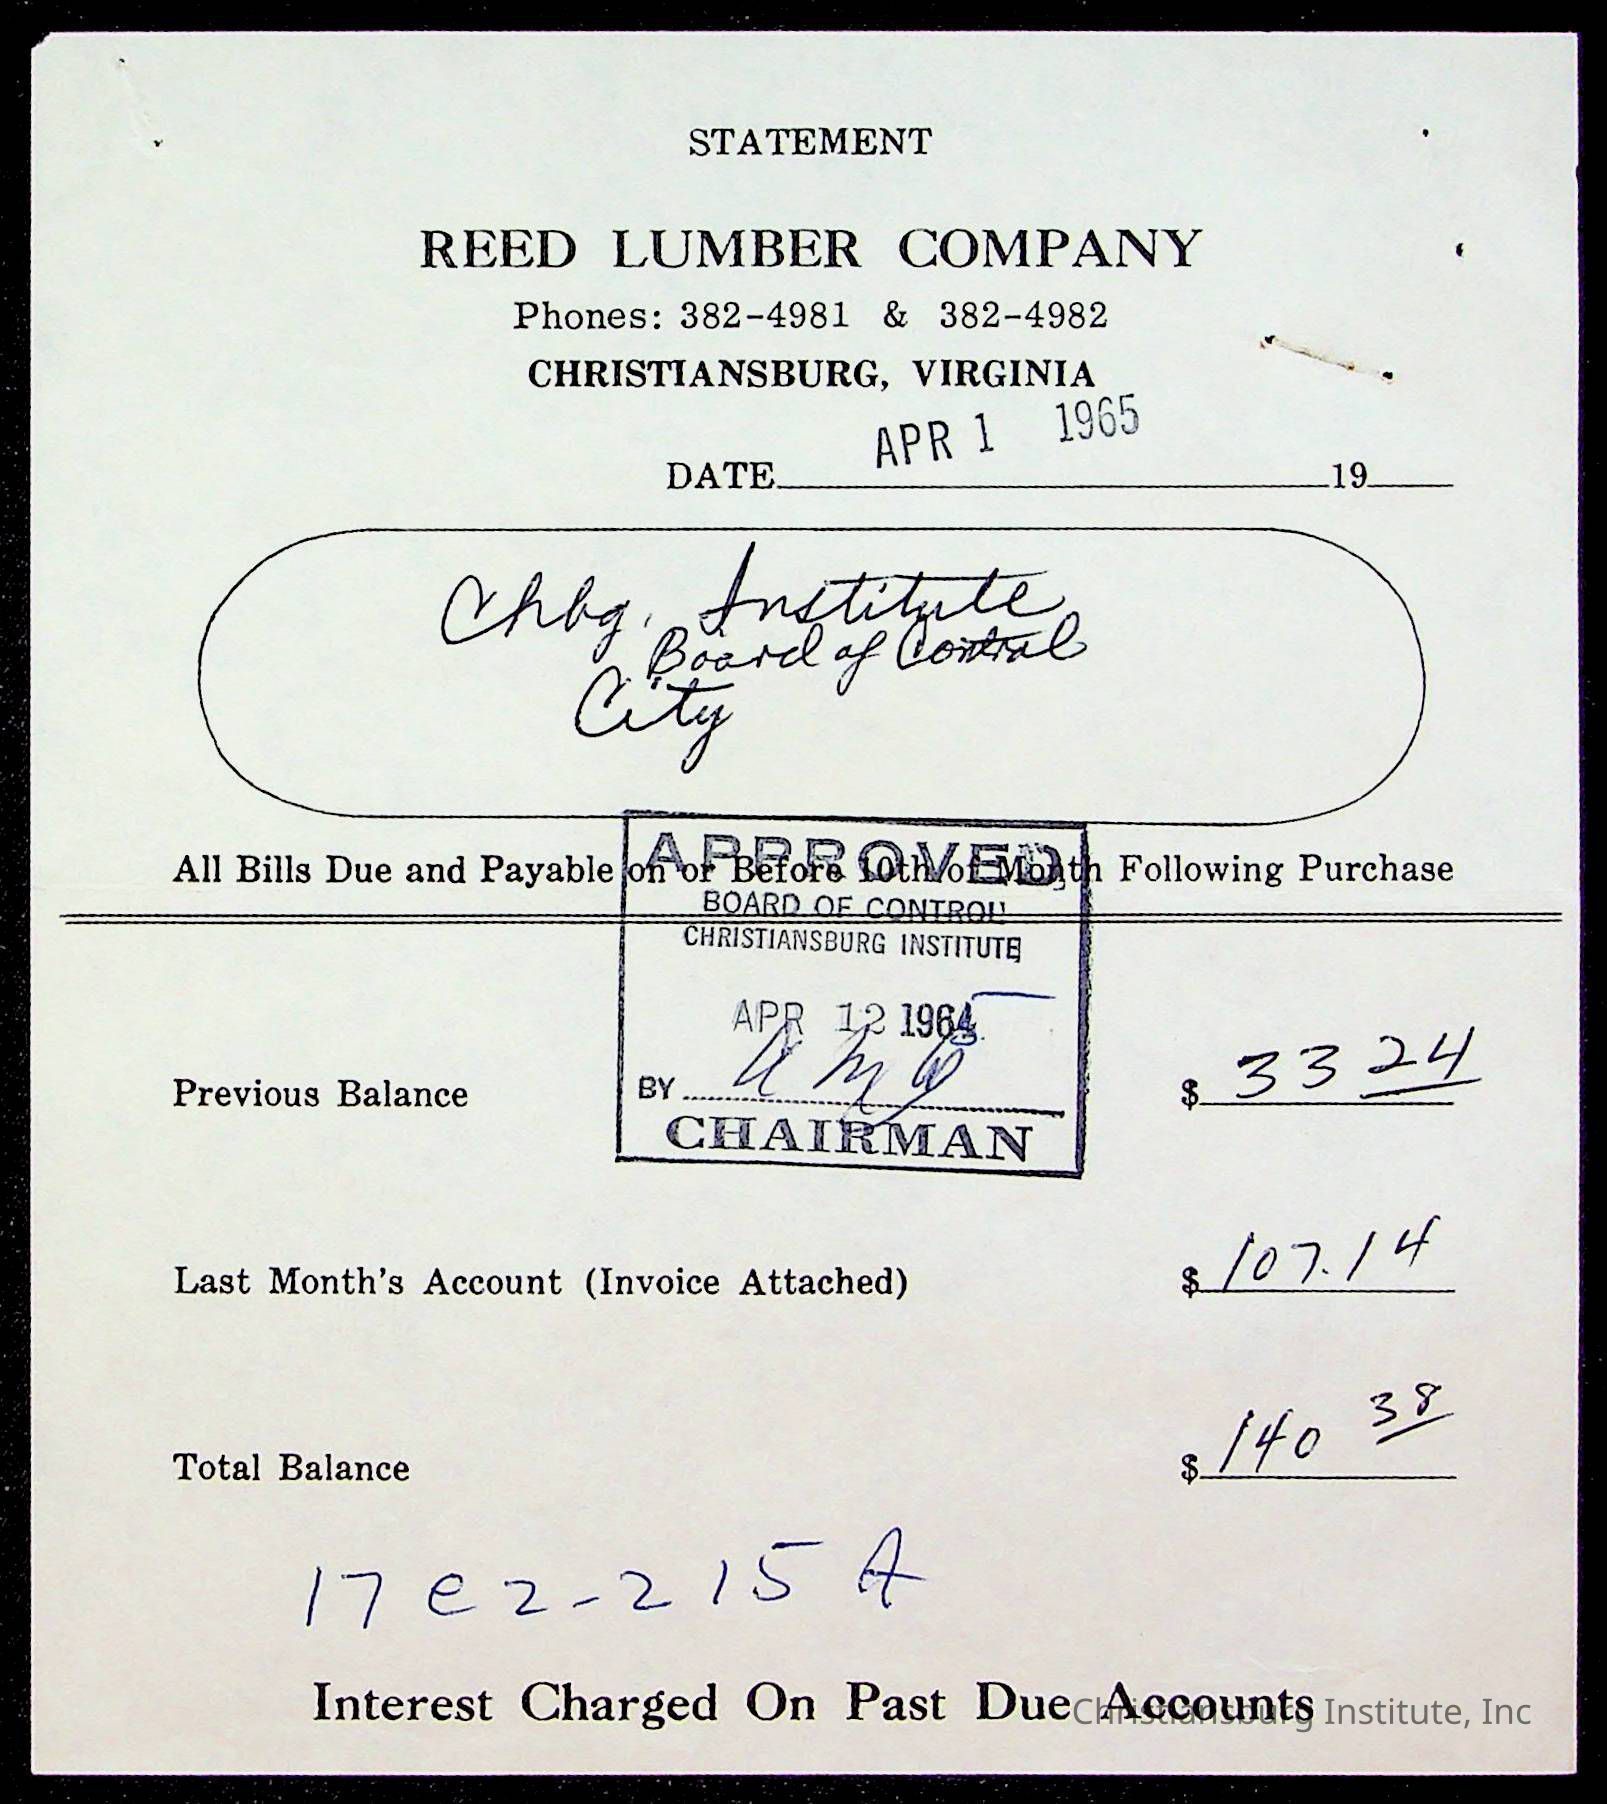 STATEMENT
REED LUMBER COMPANY
Phones: 382-4981 & 382-4982
CHRISTIANSBURG, VIRGINIA
APR 1 1965
DATE 19
Chbg. Institute
Board of Control
City
All Bills Due and Payable on or Before 10th of Month Following Purchase
APPROVED
BOARD OF CONTROL
CHRISTIANSBURG INSTITUTE
APR 12 1965
BY
CHAIRMAN
Previous Balance $ 33 24
Last Month's Account (Invoice Attached) $ 107.14
Total Balance $ 140 38
17 e 2-215 A
Interest Charged On Past Due Accounts
Christiansburg Institute, Inc